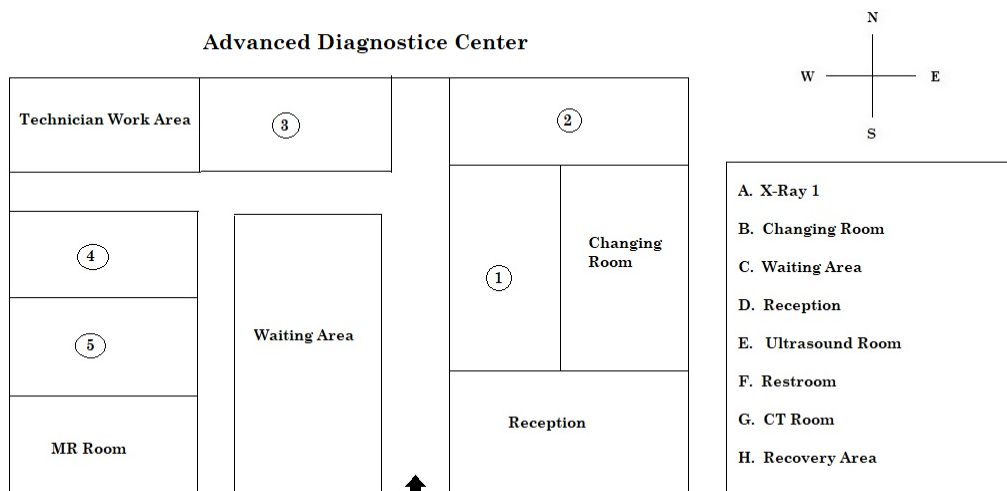 Advanced Diagnostice Center
N
W E
S
Technician Work Area
3
2
4
Changing
Room
1
5
Waiting Area
MR Room
Reception
A. X-Ray 1
B. Changing Room
C. Waiting Area
D. Reception
E. Ultrasound Room
F. Restroom
G. CT Room
H. Recovery Area